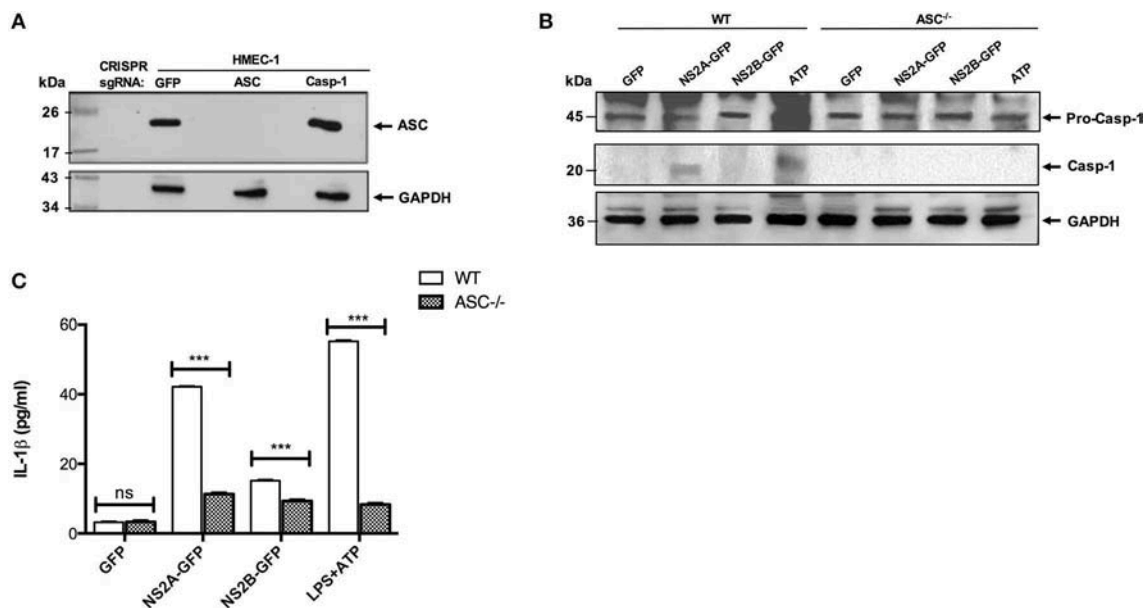 A
HMEC-1
CRISPR
kDa sgRNA: GFP ASC Casp-1
26
ASC
17
43
GAPDH
34
B
WT ASC-/-
GFP NS2A-GFP NS2B-GFP ATP GFP NS2A-GFP NS2B-GFP ATP
kDa
45 Pro-Casp-1
20 Casp-1
36 GAPDH
C
WT
ASC-/-
60
***
***
40
IL-1β (pg/ml)
20
***
ns
0
GFP NS2A-GFP NS2B-GFP LPS+ATP